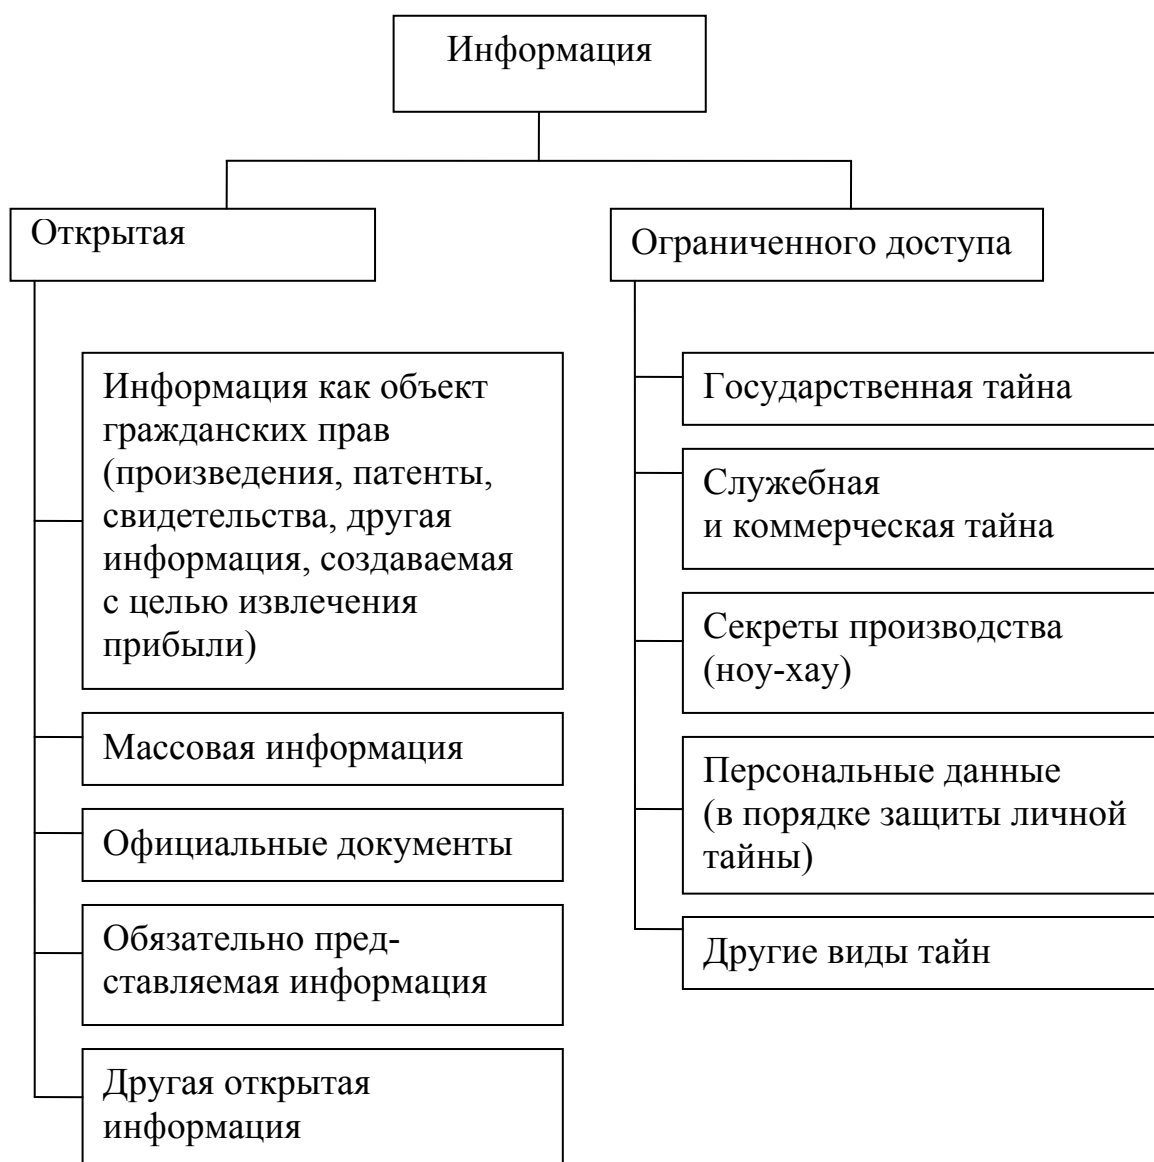 Информация
Открытая
Информация как объект
гражданских прав
(произведения, патенты,
свидетельства, другая
информация, создаваемая
с целью извлечения
прибыли)
Массовая информация
Официальные документы
Обязательно пред-
ставляемая информация
Другая открытая
информация
Ограниченного доступа
Государственная тайна
Служебная
и коммерческая тайна
Секреты производства
(ноу-хау)
Персональные данные
(в порядке защиты личной
тайны)
Другие виды тайн